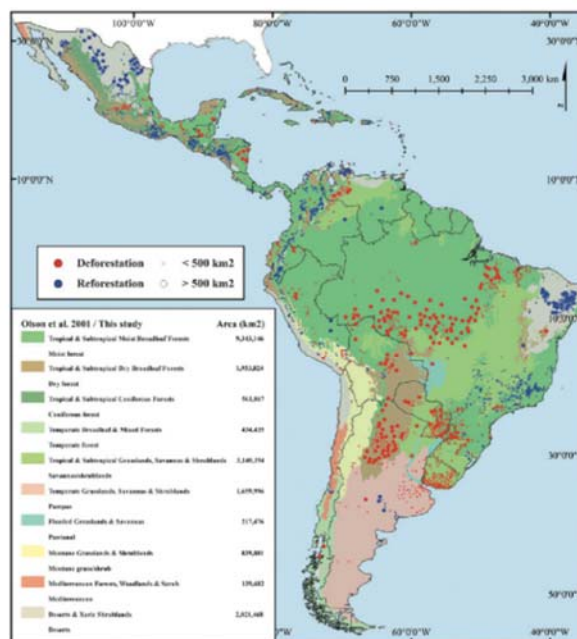 100°0'0"W 80°0'0"W 60°0'0"W 40°0'0"W
30°0'0"N 30°0'0"N
0 750 1,500 2,250 3,000 km
10°0'0"N 10°0'0"N
Deforestation < 500 km2
Reforestation > 500 km2
Olson et al. 2001 / This study Area (km2)
Tropical & Subtropical Moist Broadleaf Forests
Moist forest
Tropical & Subtropical Dry Broadleaf Forests
Dry forest
Tropical & Subtropical Coniferous Forests
Coniferous forest
Temperate Broadleaf & Mixed Forests
Temperate forest
Tropical & Subtropical Grasslands, Savannas & Shrublands
Savannas/shrublands
Temperate Grasslands, Savannas & Shrublands
Pampas
Flooded Grasslands & Savannas
Pantanal
Montane Grasslands & Shrublands
Montane grass/shrub
Mediterranean Forests, Woodlands & Scrub
Mediterranean
Deserts & Xeric Shrublands
Deserts
10°0'0"S
30°0'0"S
50°0'0"S
80°0'0"W 60°0'0"W 40°0'0"W